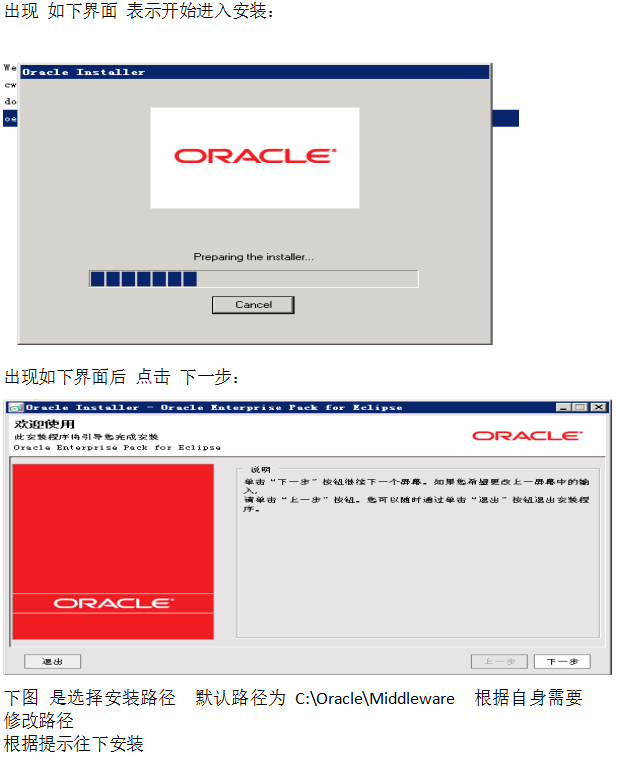 出现 如下界面 表示开始进入安装：
We
Oracle Installer
cw
do
oe
ORACLE
Preparing the installer...
Cancel
出现如下界面后 点击 下一步：
Oracle Installer - Oracle Enterprise Pack for Eclipse
欢迎使用
此安装程序将引导您完成安装
Oracle Enterprise Pack for Eclipse
ORACLE
说明
单击“下一步”按钮继续下一个屏幕。如果您希望更改上一屏幕中的输
入，
请单击“上一步”按钮。您可以随时通过单击“退出”按钮退出安装程
序。
ORACLE
退出
上一步
下一步
下图 是选择安装路径 默认路径为 C:\Oracle\Middleware 根据自身需要
修改路径
根据提示往下安装